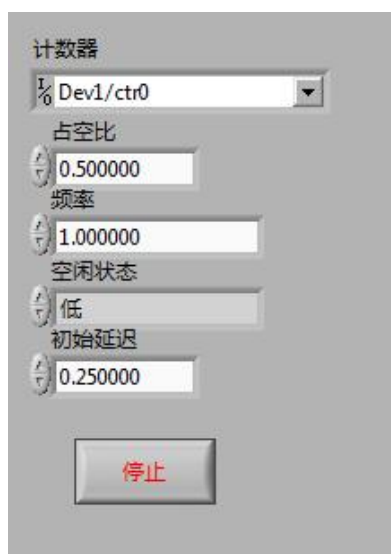 计数器
I/O Dev1/ctr0
占空比
0.500000
频率
1.000000
空闲状态
低
初始延迟
0.250000
停止